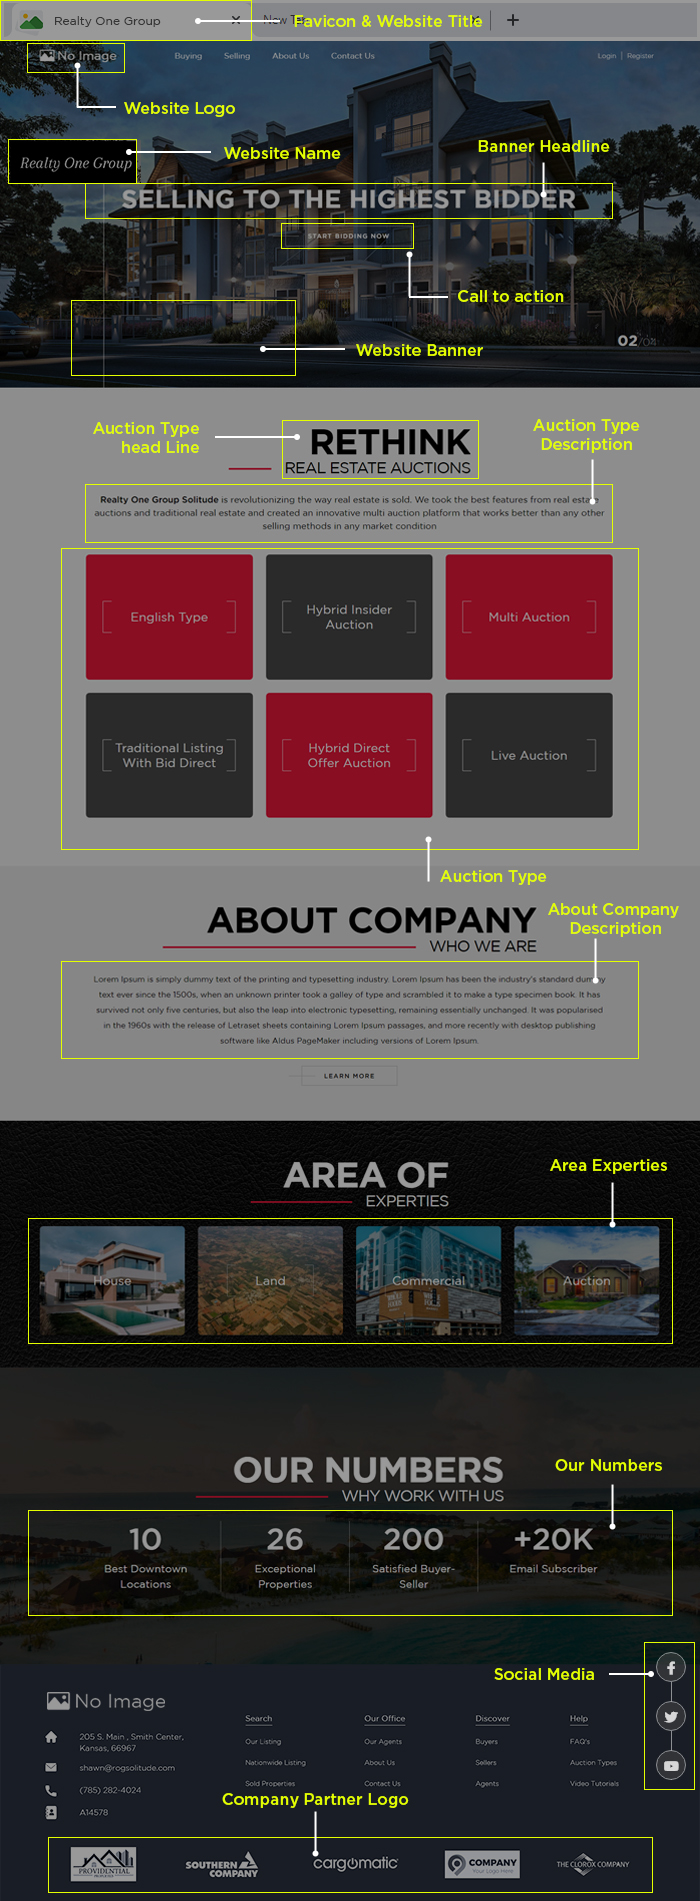 Realty One Group
Favicon & Website Title
No Image
Buying Selling About Us Contact Us
Login | Register
Website Logo
Website Name
Realty One Group
Banner Headline
SELLING TO THE HIGHEST BIDDER
START BIDDING NOW
Call to action
02/04
Website Banner
Auction Type
head Line
RETHINK
REAL ESTATE AUCTIONS
Auction Type
Description
Realty One Group Solitude is revolutionizing the way real estate is sold. We took the best features from real estate
auctions and traditional real estate and created an innovative multi auction platform that works better than any other
selling methods in any market condition
English Type
Hybrid Insider
Auction
Multi Auction
Traditional Listing
With Bid Direct
Hybrid Direct
Offer Auction
Live Auction
Auction Type
ABOUT COMPANY
WHO WE ARE
About Company
Description
Lorem Ipsum is simply dummy text of the printing and typesetting industry. Lorem Ipsum has been the industry's standard dummy
text ever since the 1500s, when an unknown printer took a galley of type and scrambled it to make a type specimen book. It has
survived not only five centuries, but also the leap into electronic typesetting, remaining essentially unchanged. It was popularised
in the 1960s with the release of Letraset sheets containing Lorem Ipsum passages, and more recently with desktop publishing
software like Aldus PageMaker including versions of Lorem Ipsum.
LEARN MORE
Area Experties
AREA OF
EXPERTIES
House
Land
Commercial
Auction
OUR NUMBERS
WHY WORK WITH US
Our Numbers
10
Best Downtown
Locations
26
Exceptional
Properties
200
Satisfied Buyer-
Seller
+20K
Email Subscriber
Social Media
No Image
205 S. Main , Smith Center,
Kansas, 66967
shawn@rogsolitude.com
(785) 282-4024
A14578
Search
Our Listing
Nationwide Listing
Sold Properties
Our Office
Our Agents
About Us
Contact Us
Discover
Buyers
Sellers
Agents
Help
FAQ's
Auction Types
Video Tutorials
Company Partner Logo
PROVIDENTIAL
SOUTHERN
COMPANY
cargomatic
COMPANY
Your Logo Here
THE CLOROX COMPANY